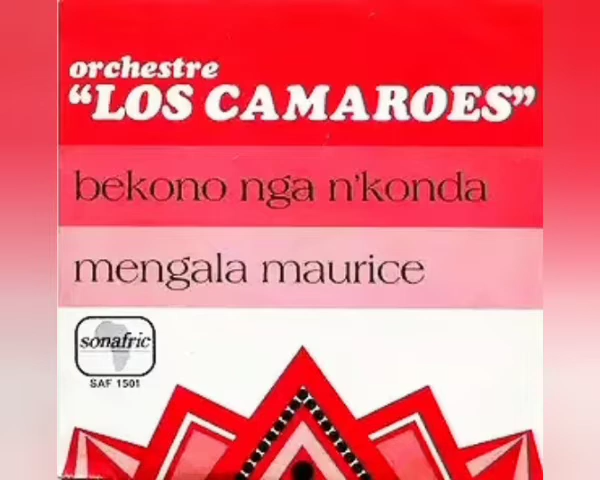 orchestre
“LOS CAMAROES”
bekono nga n'konda
mengala maurice
sonafric
SAF 1501